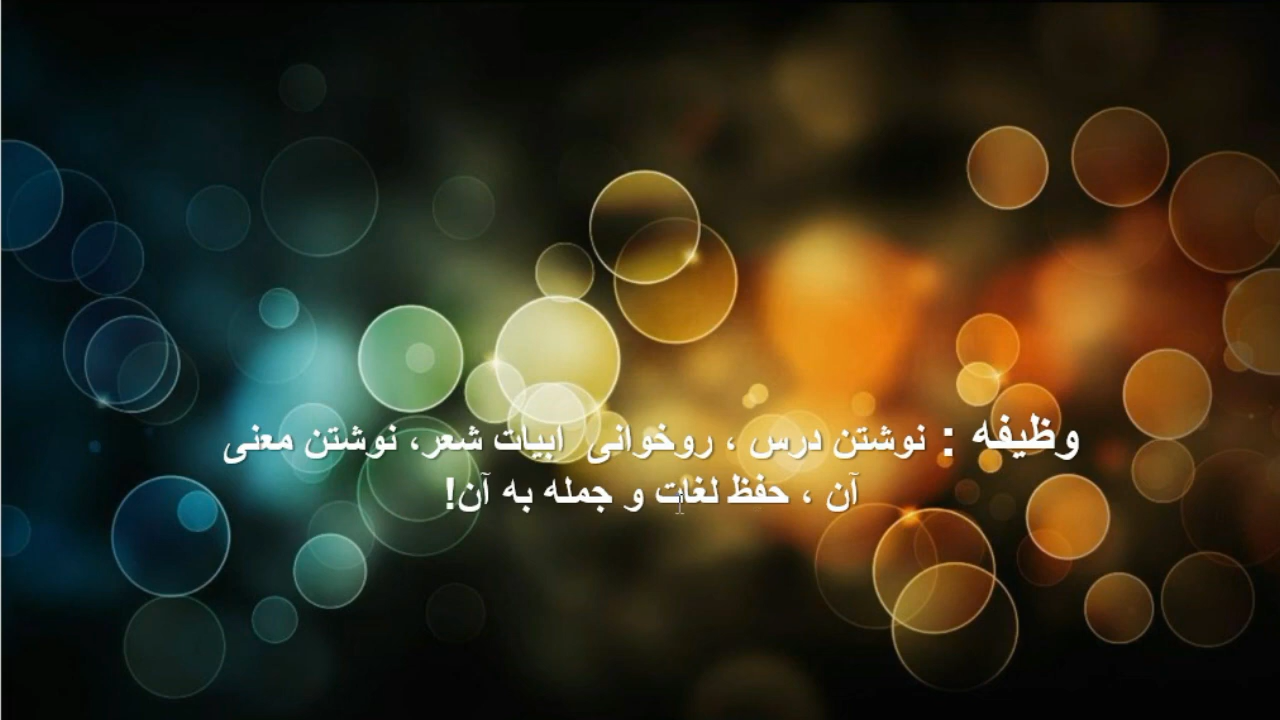 وظیفه : نوشتن درس ، روخوانی ابیات شعر، نوشتن معنی
آن ، حفظ لغات و جمله به آن!